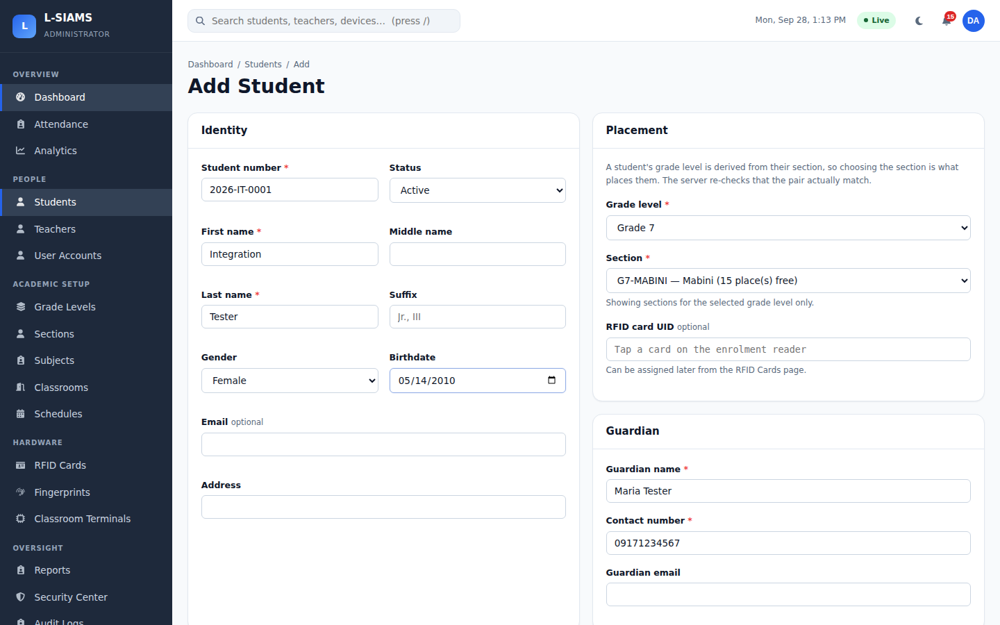 L
L-SIAMS
ADMINISTRATOR
OVERVIEW
Dashboard
Attendance
Analytics
PEOPLE
Students
Teachers
User Accounts
ACADEMIC SETUP
Grade Levels
Sections
Subjects
Classrooms
Schedules
HARDWARE
RFID Cards
Fingerprints
Classroom Terminals
OVERSIGHT
Reports
Security Center
Audit Logs
Search students, teachers, devices... (press /)
Mon, Sep 28, 1:13 PM
Live
15
DA
Dashboard / Students / Add
Add Student
Identity
Student number *
2026-IT-0001
Status
Active
First name *
Integration
Middle name
Last name *
Tester
Suffix
Jr., III
Gender
Female
Birthdate
05/14/2010
Email optional
Address
Placement
A student's grade level is derived from their section, so choosing the section is what
places them. The server re-checks that the pair actually match.
Grade level *
Grade 7
Section *
G7-MABINI — Mabini (15 place(s) free)
Showing sections for the selected grade level only.
RFID card UID optional
Tap a card on the enrolment reader
Can be assigned later from the RFID Cards page.
Guardian
Guardian name *
Maria Tester
Contact number *
09171234567
Guardian email